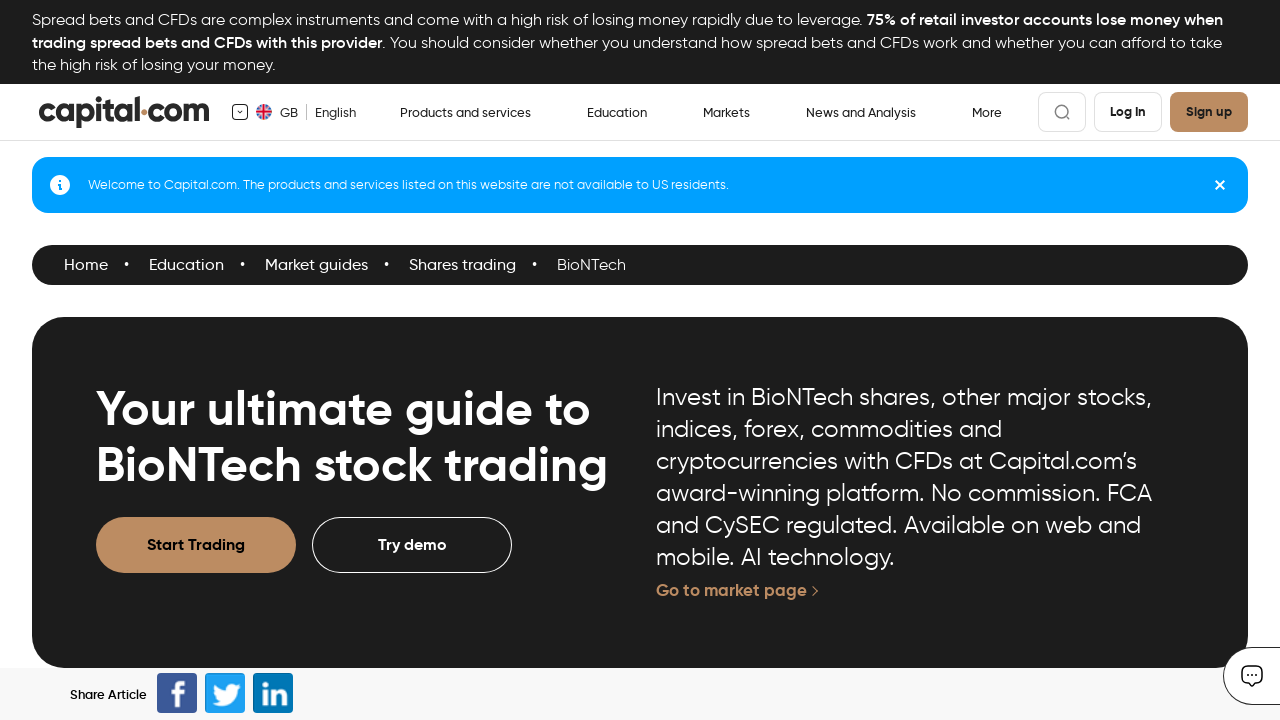 Spread bets and CFDs are complex instruments and come with a high risk of losing money rapidly due to leverage. 75% of retail investor accounts lose money when
trading spread bets and CFDs with this provider. You should consider whether you understand how spread bets and CFDs work and whether you can afford to take
the high risk of losing your money.
capital.com
GB
English
Products and services
Education
Markets
News and Analysis
More
Log In
Sign up
Welcome to Capital.com. The products and services listed on this website are not available to US residents.
Home • Education • Market guides • Shares trading • BioNTech
Your ultimate guide to
BioNTech stock trading
Start Trading
Try demo
Invest in BioNTech shares, other major stocks,
indices, forex, commodities and
cryptocurrencies with CFDs at Capital.com’s
award-winning platform. No commission. FCA
and CySEC regulated. Available on web and
mobile. AI technology.
Go to market page
Share Article